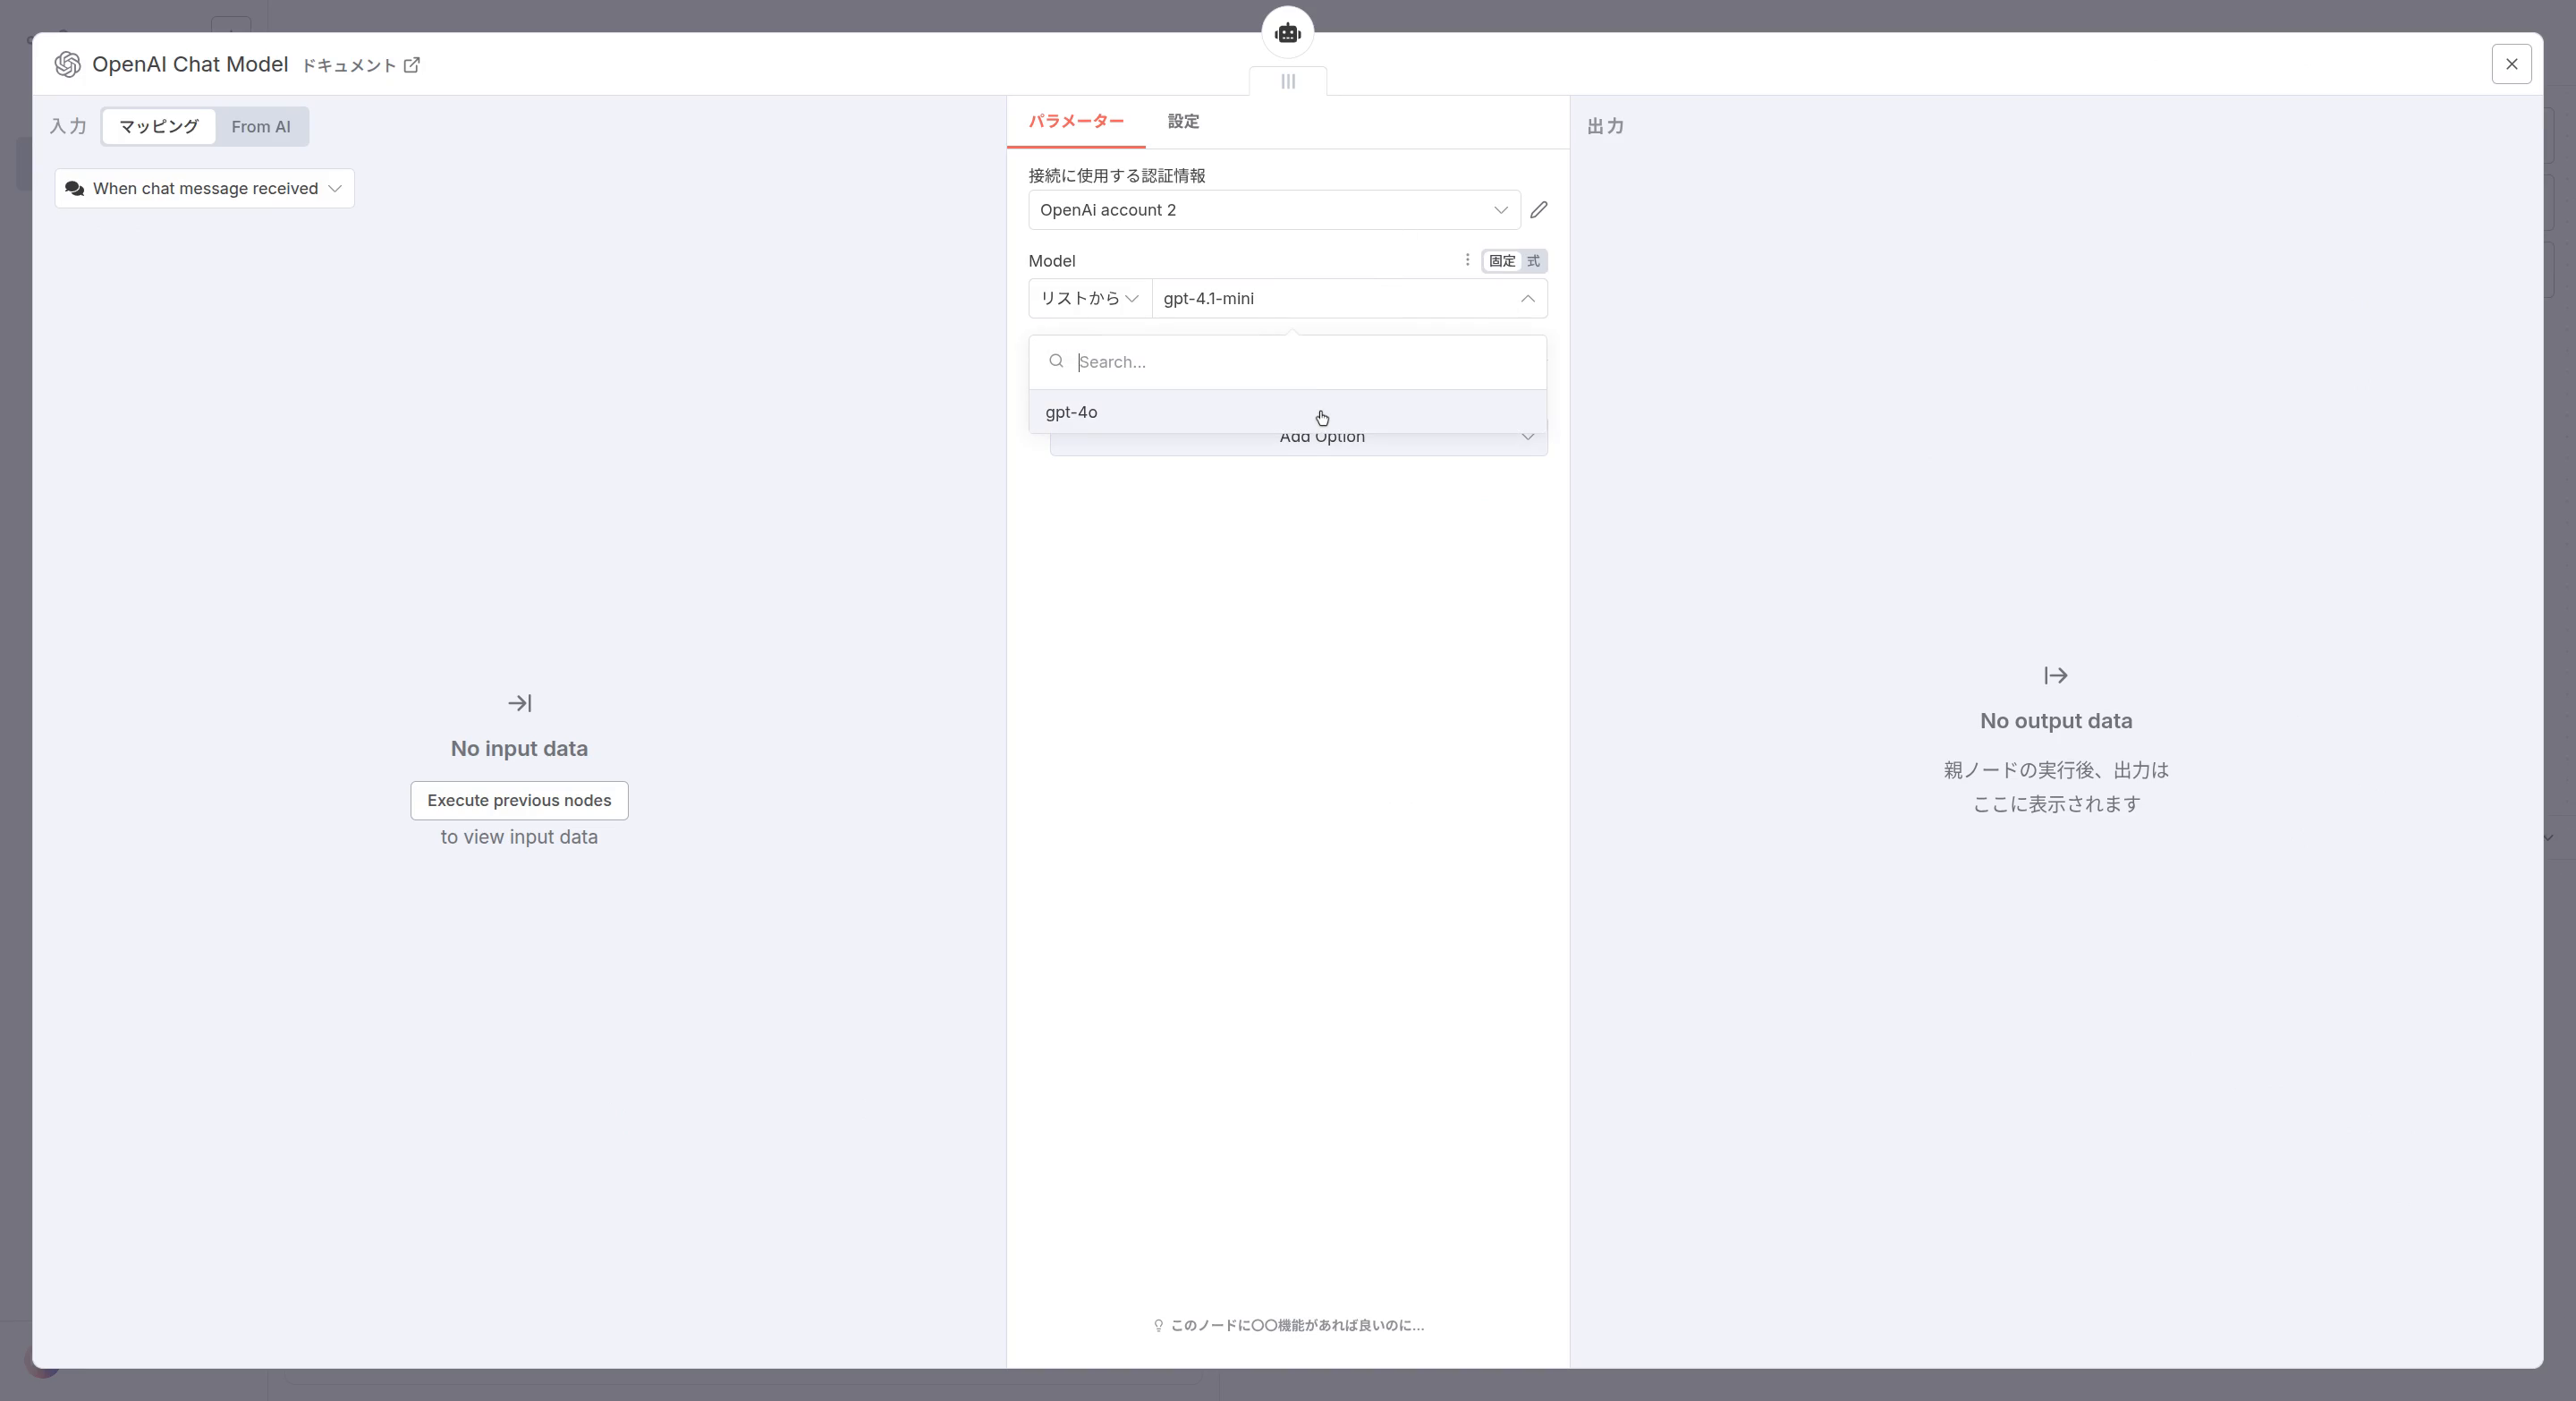 OpenAI Chat Model ドキュメント
入力 マッピング From AI
When chat message received
No input data
Execute previous nodes
to view input data
パラメーター 設定
接続に使用する認証情報
OpenAi account 2
Model 固定 式
リストから gpt-4.1-mini
Search...
gpt-4o
Add Option
このノードに〇〇機能があれば良いのに...
出力
No output data
親ノードの実行後、出力は
ここに表示されます